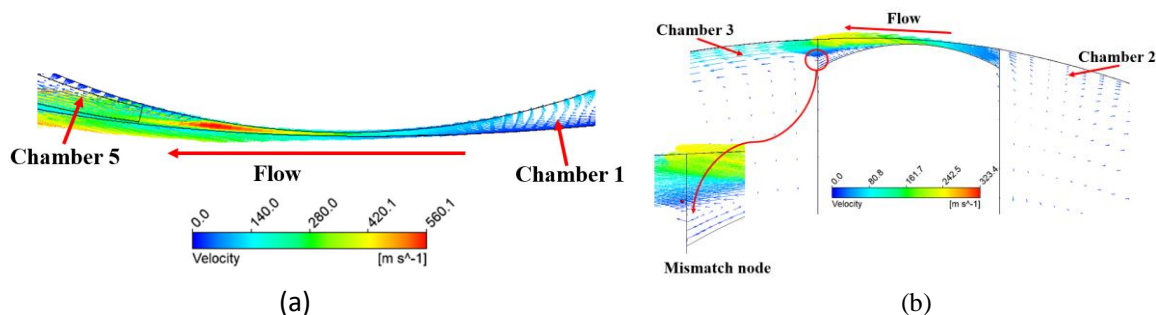 Chamber 5
Flow
Chamber 1
0.0
140.0
280.0
420.1
560.1
Velocity
[m s^-1]
(a)
Flow
Chamber 3
Chamber 2
0.0
80.8
161.7
242.5
323.4
Velocity
[m s^-1]
Mismatch node
(b)